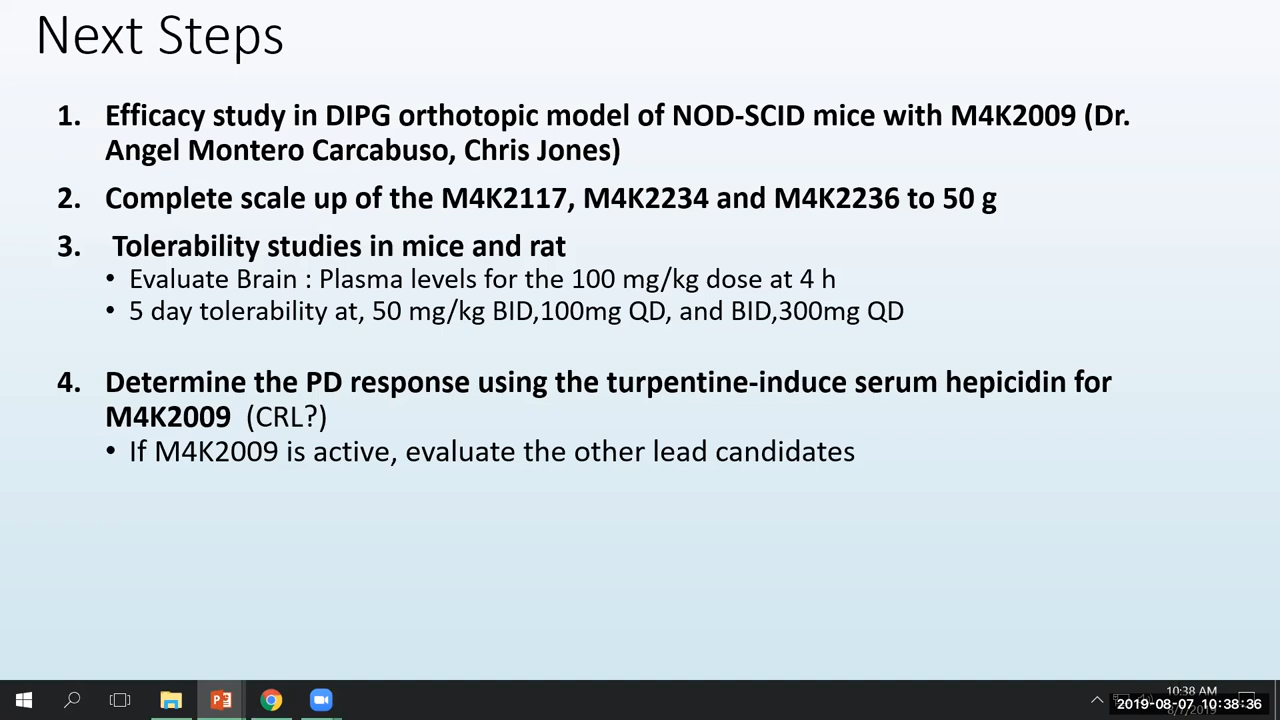 Next Steps
1. Efficacy study in DIPG orthotopic model of NOD-SCID mice with M4K2009 (Dr.
Angel Montero Carcabuso, Chris Jones)
2. Complete scale up of the M4K2117, M4K2234 and M4K2236 to 50 g
3. Tolerability studies in mice and rat
• Evaluate Brain : Plasma levels for the 100 mg/kg dose at 4 h
• 5 day tolerability at, 50 mg/kg BID,100mg QD, and BID,300mg QD
4. Determine the PD response using the turpentine-induce serum hepicidin for
M4K2009 (CRL?)
• If M4K2009 is active, evaluate the other lead candidates
10:38 AM
2019-08-07 10:38:36